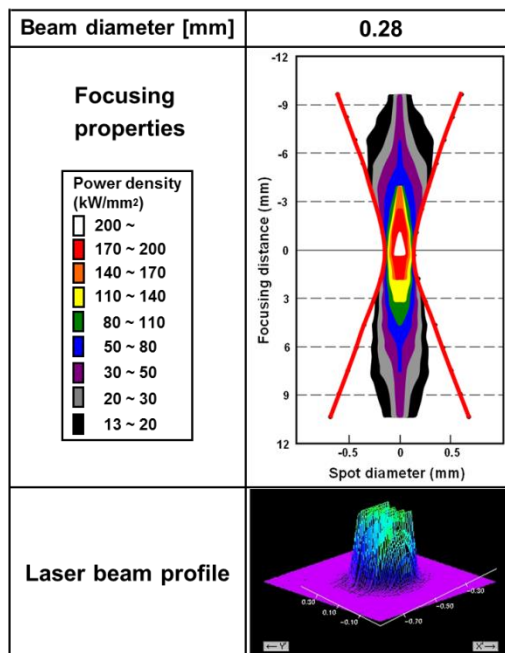 Beam diameter [mm]
0.28
Focusing
properties
Power density
(kW/mm²)
200 ~
170 ~ 200
140 ~ 170
110 ~ 140
80 ~ 110
50 ~ 80
30 ~ 50
20 ~ 30
13 ~ 20
Focusing distance (mm)
-12
-9
-6
-3
0
3
6
9
12
-0.5
0
0.5
Spot diameter (mm)
Laser beam profile
0.30
0.10
-0.10
-0.30
-0.50
-0.70
← Y'
X' →